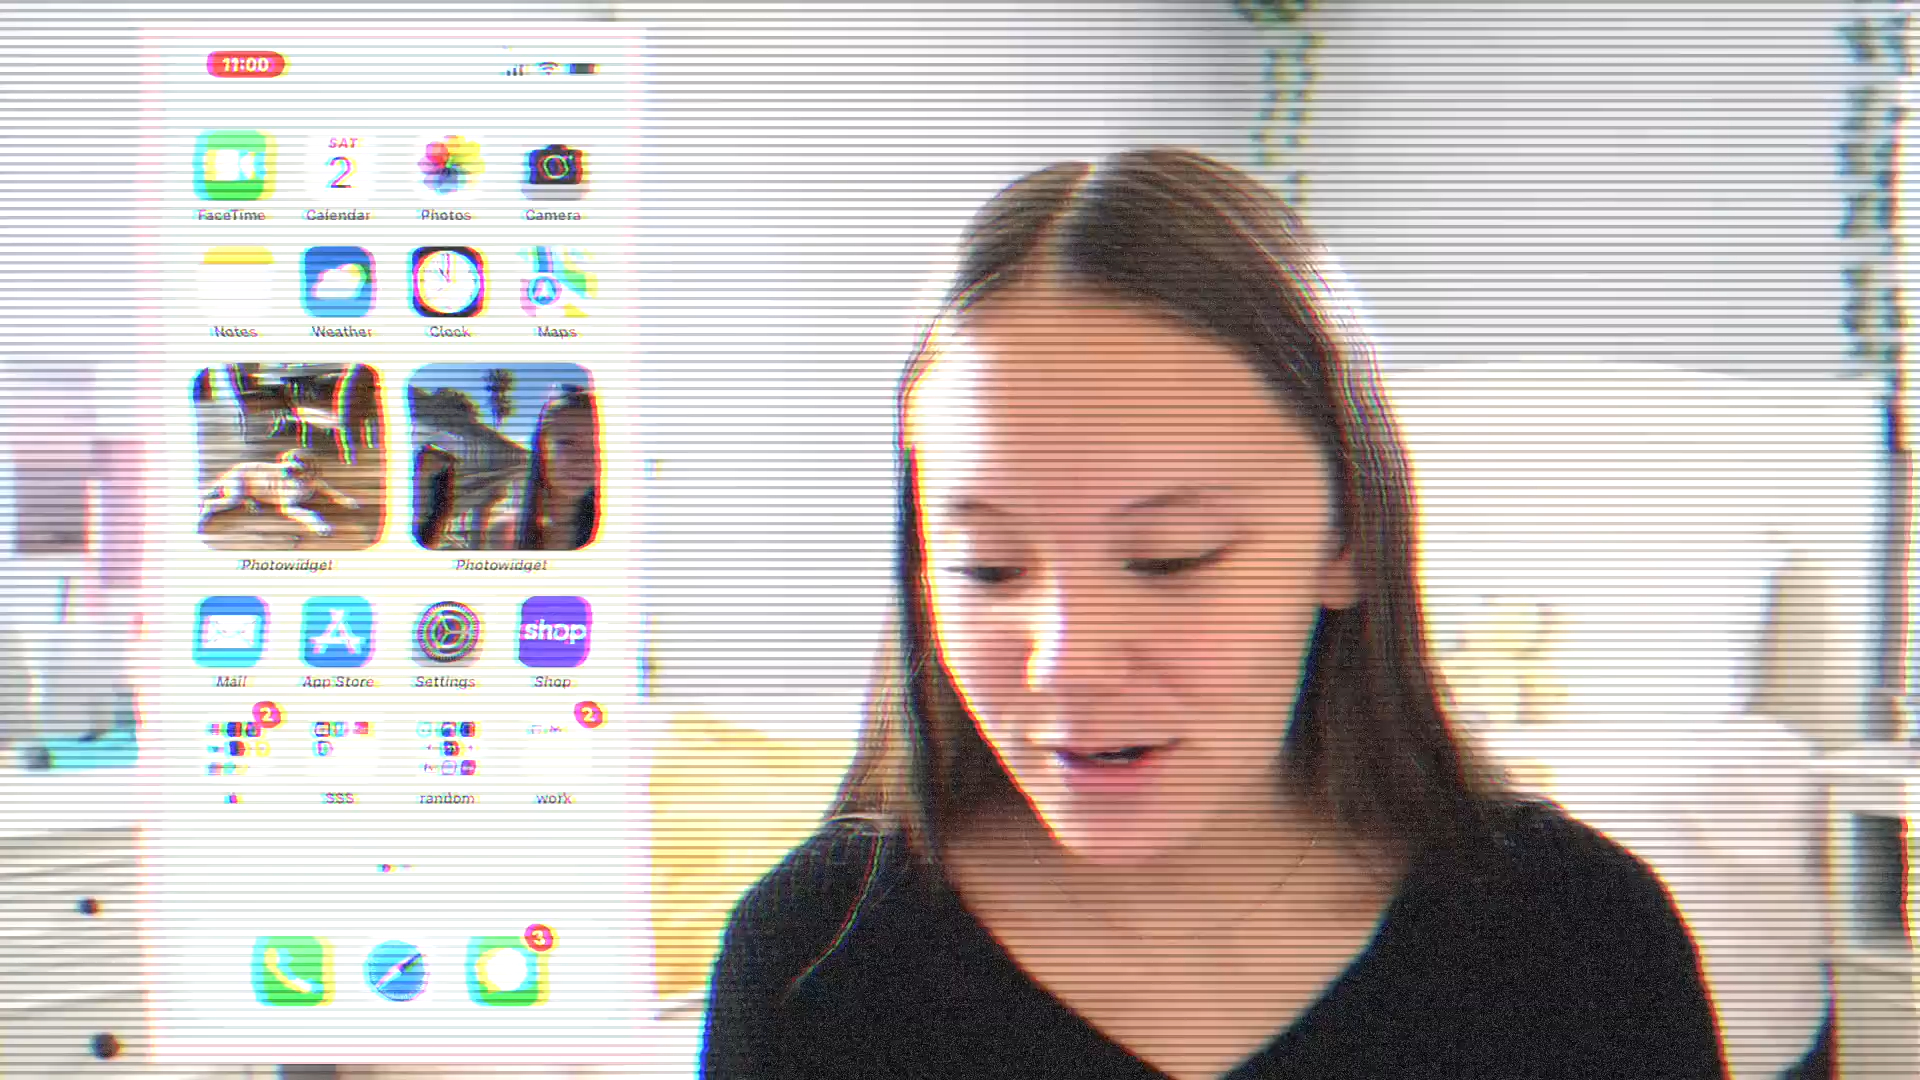 11:00
SAT
2
FaceTime Calendar Photos Camera
Notes Weather Clock Maps
Photowidget Photowidget
shop
Mail App Store Settings Shop
2 2
SSS random work
3